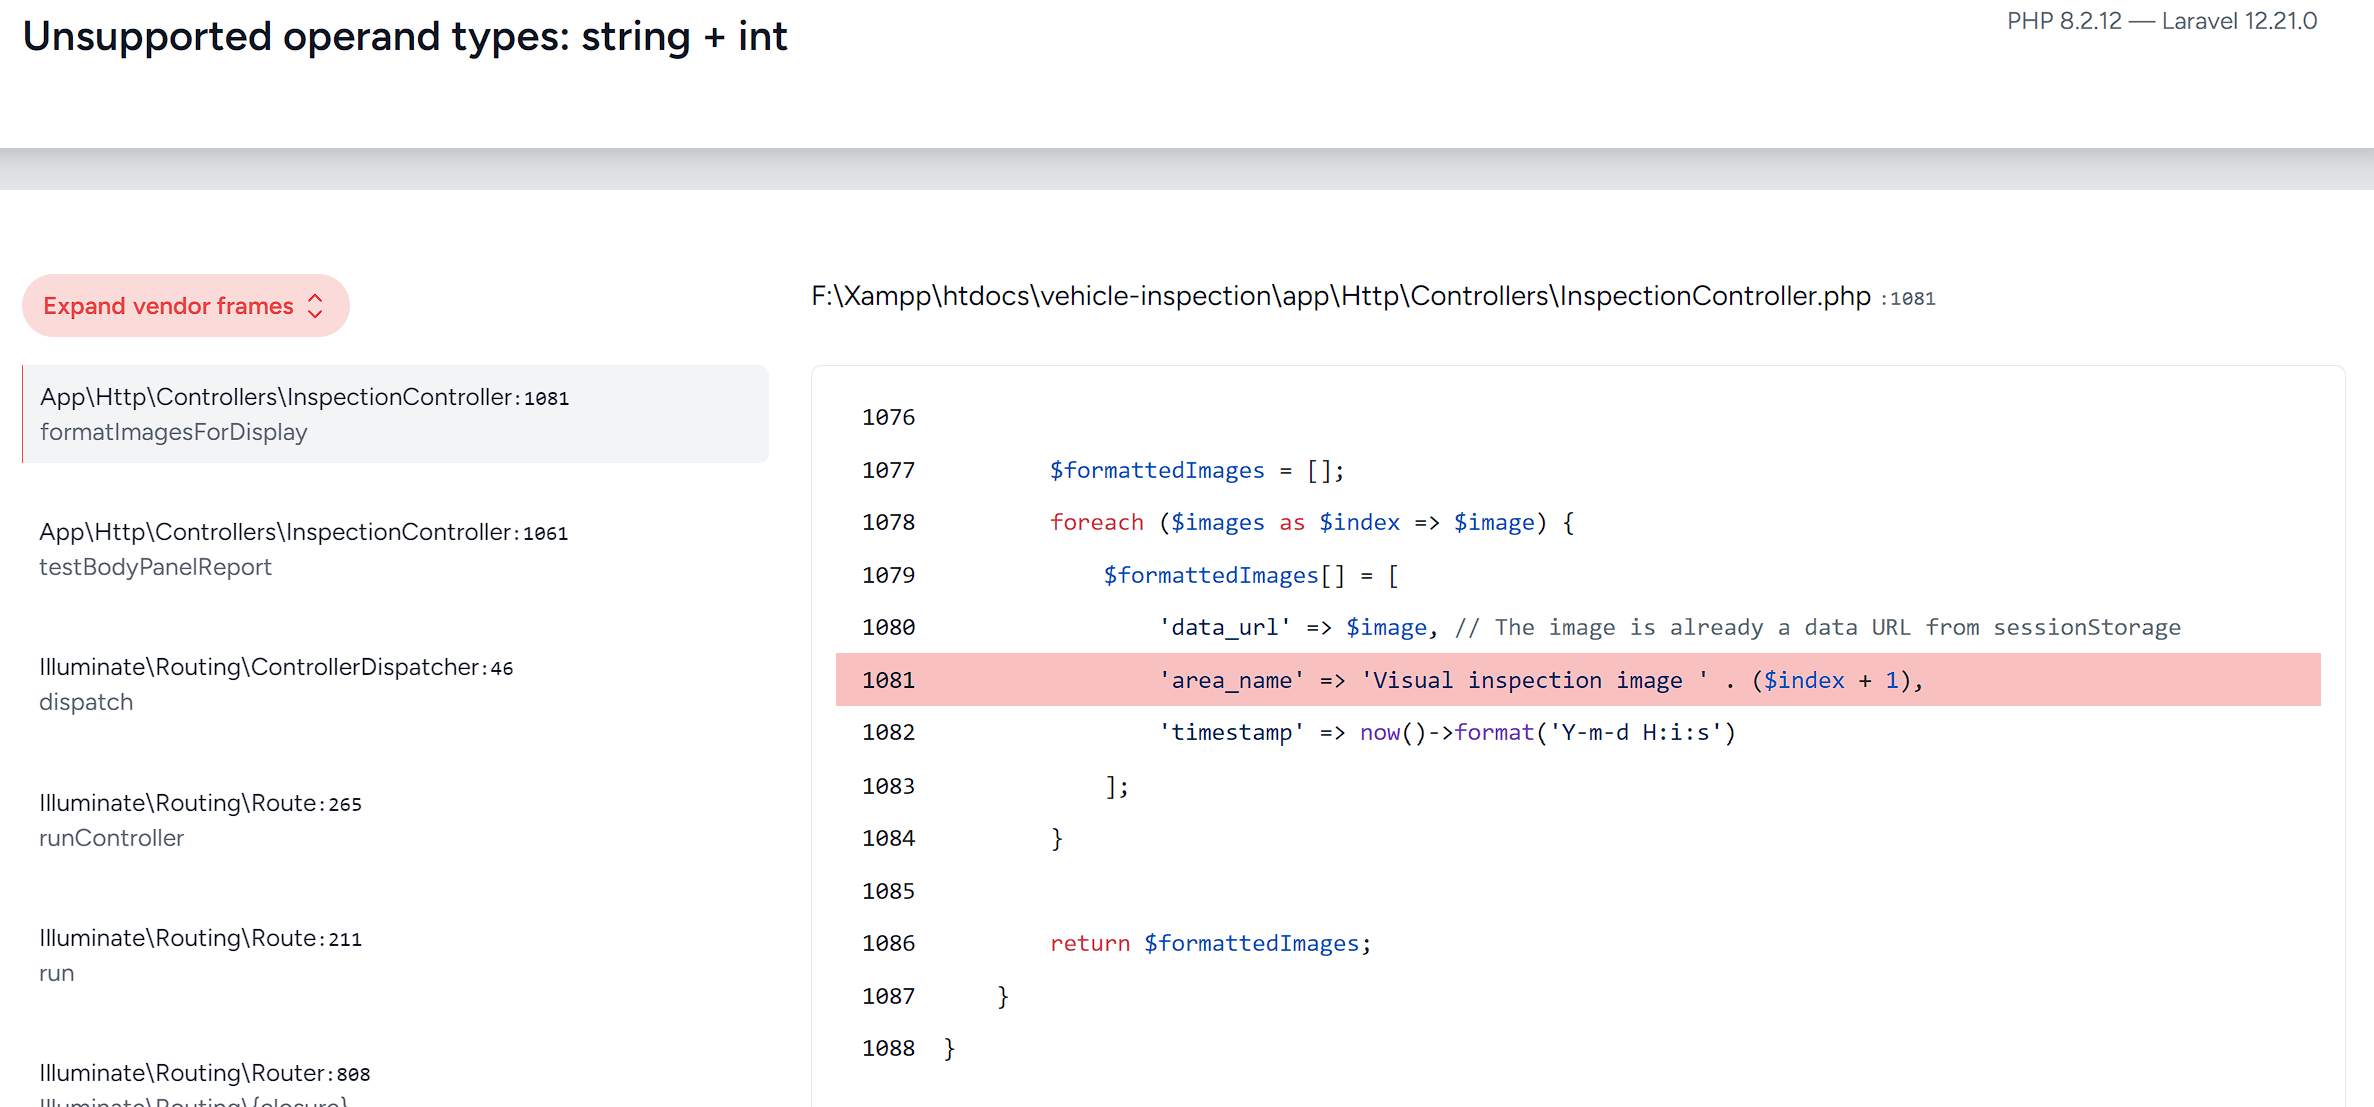 Unsupported operand types: string + int
PHP 8.2.12 — Laravel 12.21.0
Expand vendor frames
App\Http\Controllers\InspectionController:1081
formatImagesForDisplay
App\Http\Controllers\InspectionController:1061
testBodyPanelReport
Illuminate\Routing\ControllerDispatcher:46
dispatch
Illuminate\Routing\Route:265
runController
Illuminate\Routing\Route:211
run
Illuminate\Routing\Router:808
Illuminate\Routing\{closure}
F:\Xampp\htdocs\vehicle-inspection\app\Http\Controllers\InspectionController.php :1081
1076
1077 $formattedImages = [];
1078 foreach ($images as $index => $image) {
1079 $formattedImages[] = [
1080 'data_url' => $image, // The image is already a data URL from sessionStorage
1081 'area_name' => 'Visual inspection image ' . ($index + 1),
1082 'timestamp' => now()->format('Y-m-d H:i:s')
1083 ];
1084 }
1085
1086 return $formattedImages;
1087 }
1088 }